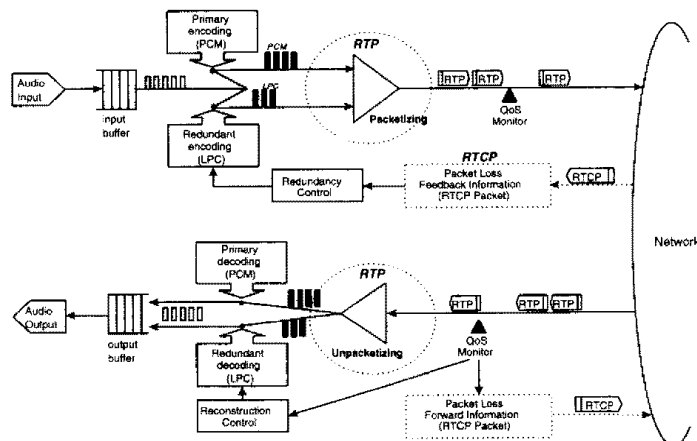 Primary
encoding
(PCM)
PCM
RTP
Audio
Input
input
buffer
LPC
Packetizing
RTP
RTP
RTP
QoS
Monitor
Redundant
encoding
(LPC)
Redundancy
Control
RTCP
Packet Loss
Feedback Information
(RTCP Packet)
RTCP
Network
Primary
decoding
(PCM)
RTP
Audio
Output
output
buffer
Unpacketizing
RTP
RTP
RTP
QoS
Monitor
Redundant
decoding
(LPC)
Reconstruction
Control
Packet Loss
Forward Information
(RTCP Packet)
RTCP